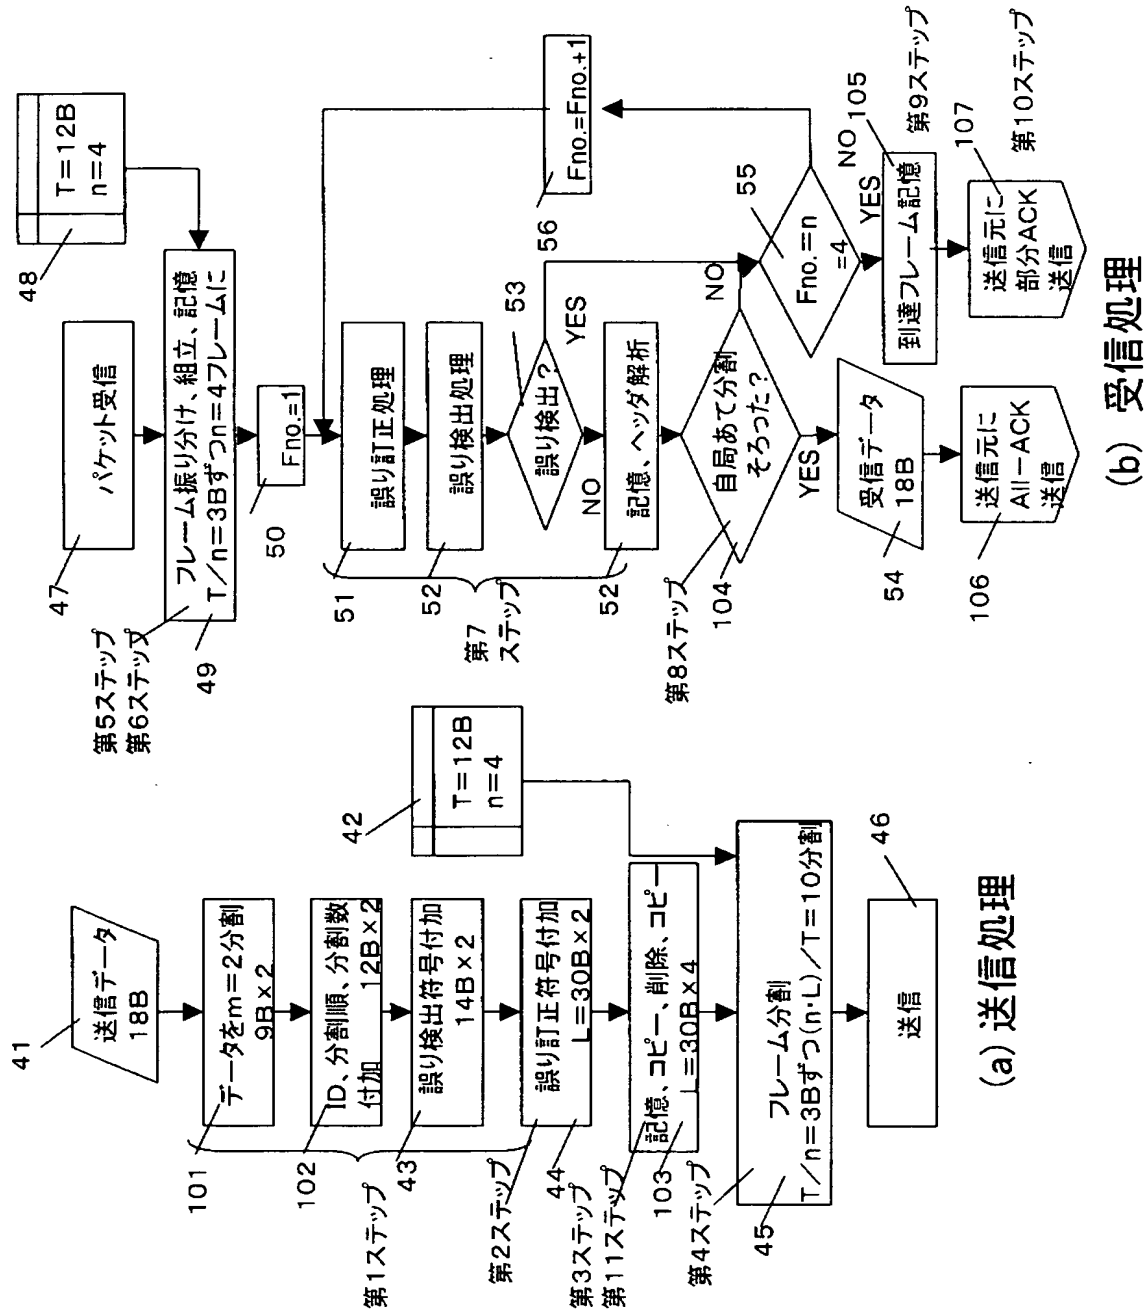 41
送信データ
18B
101
データをm=2分割
9B×2
102
ID、分割順、分割数
付加 12B×2
43
誤り検出符号付加
14B×2
第1ステップ
第2ステップ
44
誤り訂正符号付加
L=30B×2
第3ステップ
第11ステップ
103
記憶、コピー、削除、コピー
L=30B×4
42
T=12B
n=4
第4ステップ
45
フレーム分割
T/n=3Bずつ(n·L)/T=10分割
46
送信
(a)送信処理
47
パケット受信
48
T=12B
n=4
第5ステップ
第6ステップ
49
フレーム振り分け、組立、記憶
T/n=3Bずつn=4フレームに
50
Fno.=1
51
誤り訂正処理
52
誤り検出処理
第7
ステップ
53
誤り検出?
YES
NO
52
記憶、ヘッダ解析
第8ステップ
104
自局あて分割
そろった?
NO
YES
55
Fno.=n
=4
NO
YES
56
Fno.=Fno.+1
54
受信データ
18B
106
送信元に
All-ACK
送信
105
第9ステップ
到達フレーム記憶
107
第10ステップ
送信元に
部分ACK
送信
(b) 受信処理